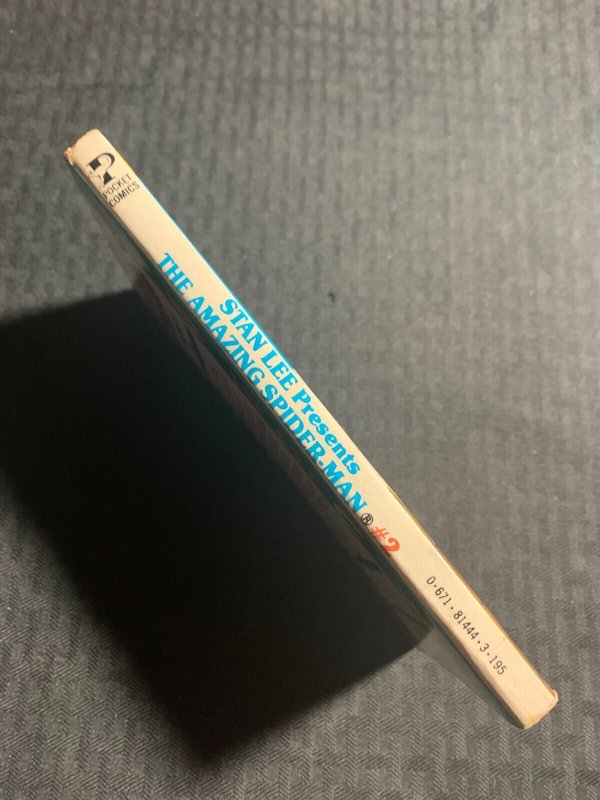 POCKET
COMICS
STAN LEE Presents
THE AMAZING SPIDER-MAN® #2
0·671·81444·3·195